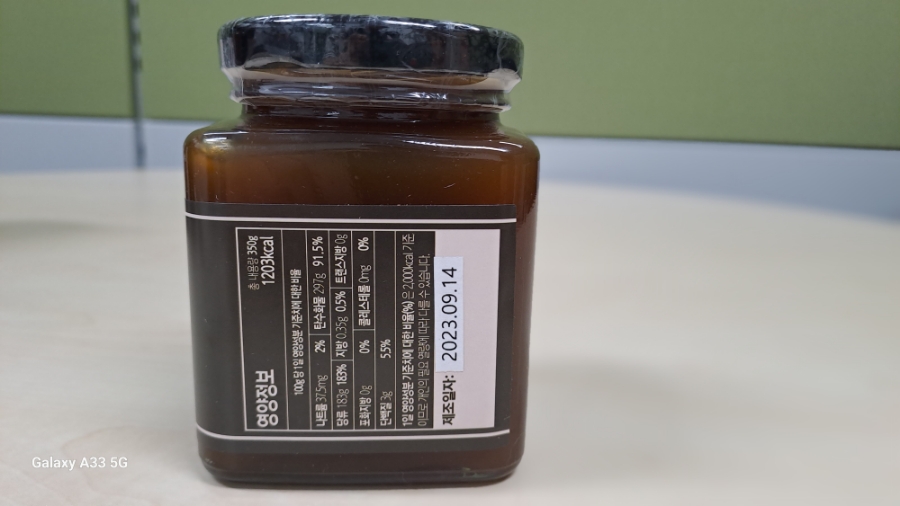 영양정보
총 내용량 350g
1203kcal
100g 당 1일 영양성분 기준치에 대한 비율
나트륨 37.5mg 2% 탄수화물 297g 91.5%
당류 183g 183% 지방 0.35g 0.5% 트랜스지방 0g
포화지방 0g 0% 콜레스테롤 0mg 0%
단백질 3g 5.5%
1일 영양성분 기준치에 대한 비율(%)은 2,000kcal 기준
이므로 개인의 필요 열량에 따라 다를 수 있습니다.
제조일자: 2023.09.14
Galaxy A33 5G